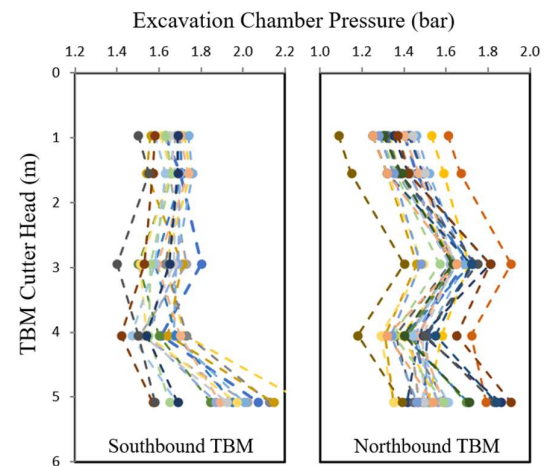 Excavation Chamber Pressure (bar)
1.2 1.4 1.6 1.8 2.0 2.2 1.0 1.2 1.4 1.6 1.8 2.0
0
1
2
3
4
5
6
TBM Cutter Head (m)
Southbound TBM Northbound TBM